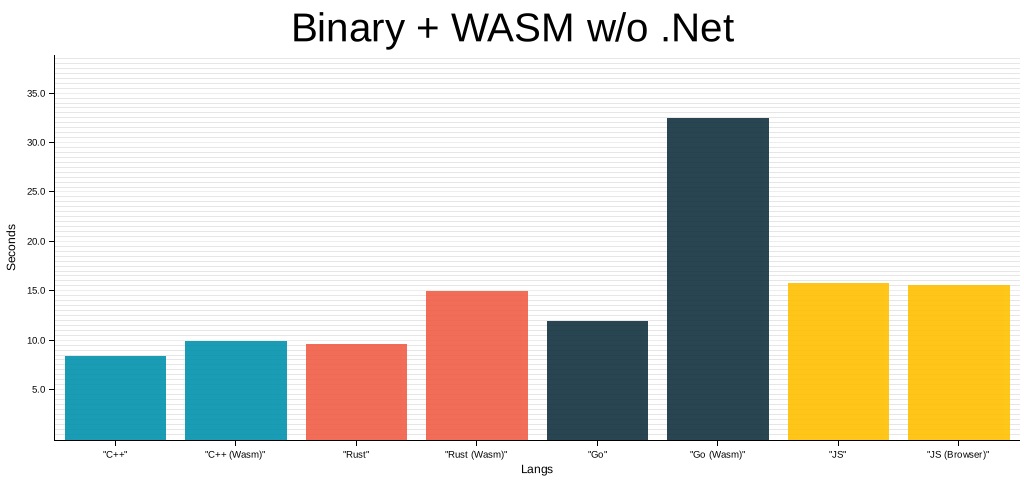 Binary + WASM w/o .Net
35.0
30.0
25.0
20.0
15.0
10.0
5.0
Seconds
"C++" "C++ (Wasm)" "Rust" "Rust (Wasm)" "Go" "Go (Wasm)" "JS" "JS (Browser)"
Langs